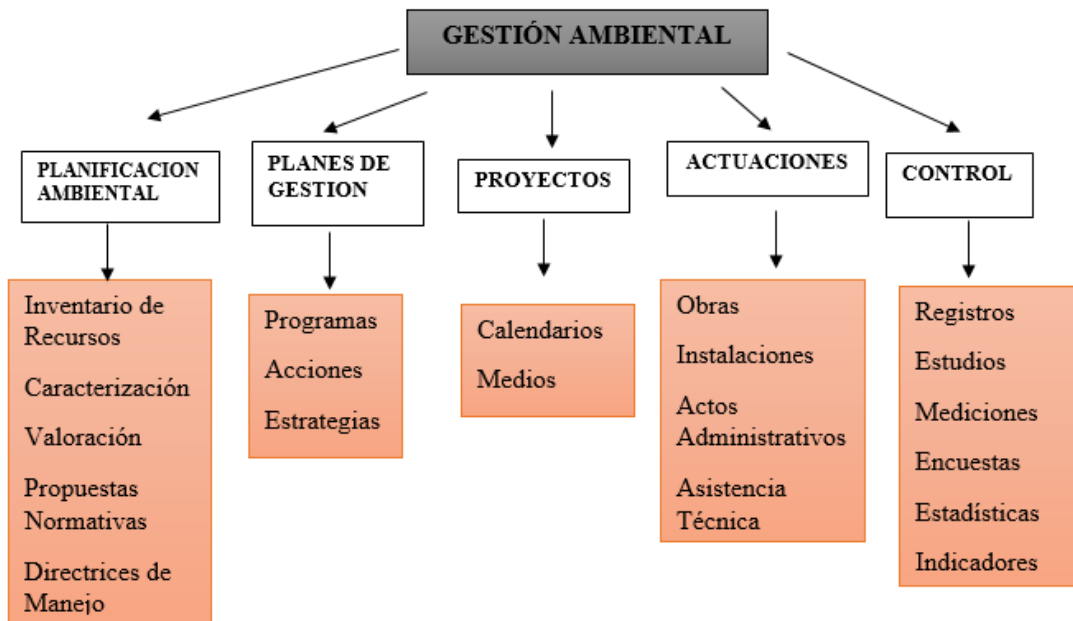 GESTIÓN AMBIENTAL
PLANIFICACION
AMBIENTAL
Inventario de
Recursos
Caracterización
Valoración
Propuestas
Normativas
Directrices de
Manejo
PLANES DE
GESTION
Programas
Acciones
Estrategias
PROYECTOS
Calendarios
Medios
ACTUACIONES
Obras
Instalaciones
Actos
Administrativos
Asistencia
Técnica
CONTROL
Registros
Estudios
Mediciones
Encuestas
Estadísticas
Indicadores